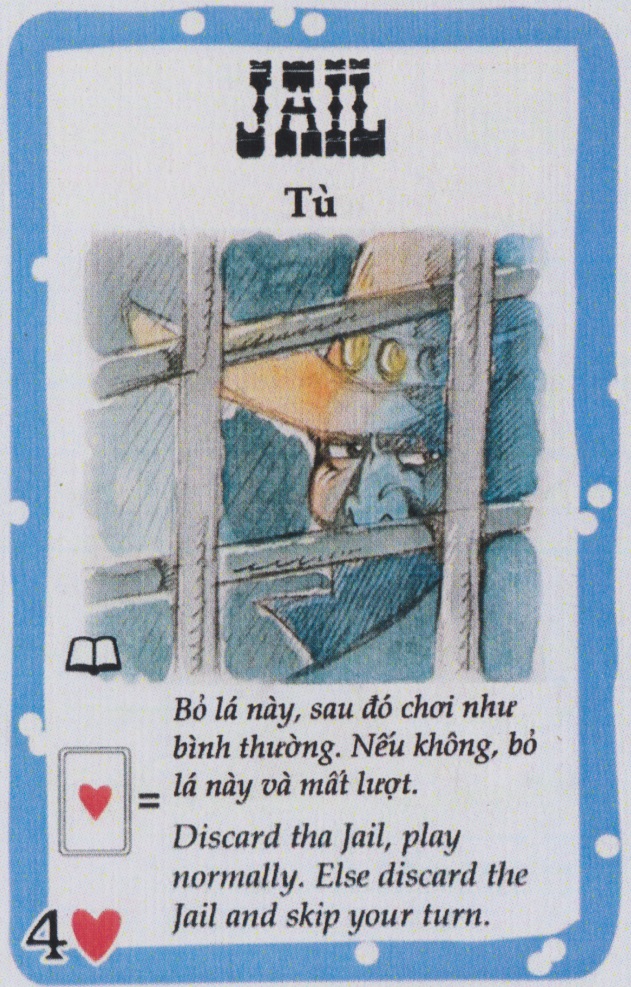 JAIL
Tù
Bỏ lá này, sau đó chơi như
bình thường. Nếu không, bỏ
lá này và mất lượt.
=
Discard tha Jail, play
normally. Else discard the
Jail and skip your turn.
4